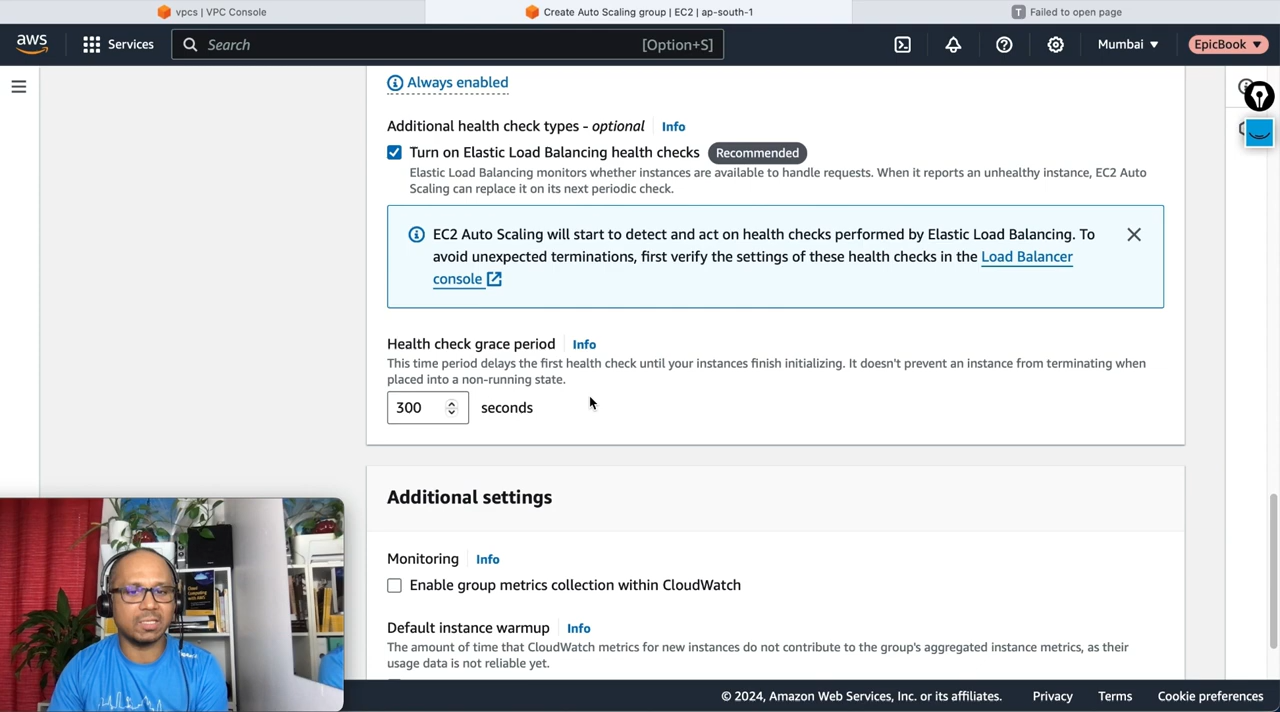 vpcs | VPC Console
Create Auto Scaling group | EC2 | ap-south-1
T Failed to open page
aws
Services
Search
[Option+S]
Mumbai
EpicBook
Always enabled
Additional health check types - optional
Info
Turn on Elastic Load Balancing health checks
Recommended
Elastic Load Balancing monitors whether instances are available to handle requests. When it reports an unhealthy instance, EC2 Auto
Scaling can replace it on its next periodic check.
EC2 Auto Scaling will start to detect and act on health checks performed by Elastic Load Balancing. To
avoid unexpected terminations, first verify the settings of these health checks in the Load Balancer
console
Health check grace period
Info
This time period delays the first health check until your instances finish initializing. It doesn't prevent an instance from terminating when
placed into a non-running state.
300
seconds
Additional settings
Monitoring
Info
Enable group metrics collection within CloudWatch
Default instance warmup
Info
The amount of time that CloudWatch metrics for new instances do not contribute to the group's aggregated instance metrics, as their
usage data is not reliable yet.
© 2024, Amazon Web Services, Inc. or its affiliates.
Privacy
Terms
Cookie preferences